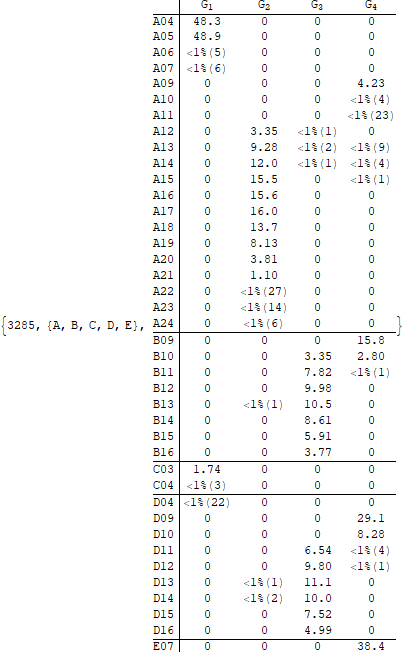 G1 G2 G3 G4
A04 48.3 0 0 0
A05 48.9 0 0 0
A06 <1%(5) 0 0 0
A07 <1%(6) 0 0 0
A09 0 0 0 4.23
A10 0 0 0 <1%(4)
A11 0 0 0 <1%(23)
A12 0 3.35 <1%(1) 0
A13 0 9.28 <1%(2) <1%(9)
A14 0 12.0 <1%(1) <1%(4)
A15 0 15.5 0 <1%(1)
A16 0 15.6 0 0
A17 0 16.0 0 0
A18 0 13.7 0 0
A19 0 8.13 0 0
A20 0 3.81 0 0
A21 0 1.10 0 0
A22 0 <1%(27) 0 0
A23 0 <1%(14) 0 0
{3285, {A, B, C, D, E}, A24 0 <1%(6) 0 0 }
B09 0 0 0 15.8
B10 0 0 3.35 2.80
B11 0 0 7.82 <1%(1)
B12 0 0 9.98 0
B13 0 <1%(1) 10.5 0
B14 0 0 8.61 0
B15 0 0 5.91 0
B16 0 0 3.77 0
C03 1.74 0 0 0
C04 <1%(3) 0 0 0
D04 <1%(22) 0 0 0
D09 0 0 0 29.1
D10 0 0 0 8.28
D11 0 0 6.54 <1%(4)
D12 0 0 9.80 <1%(1)
D13 0 <1%(1) 11.1 0
D14 0 <1%(2) 10.0 0
D15 0 0 7.52 0
D16 0 0 4.99 0
E07 0 0 0 38.4